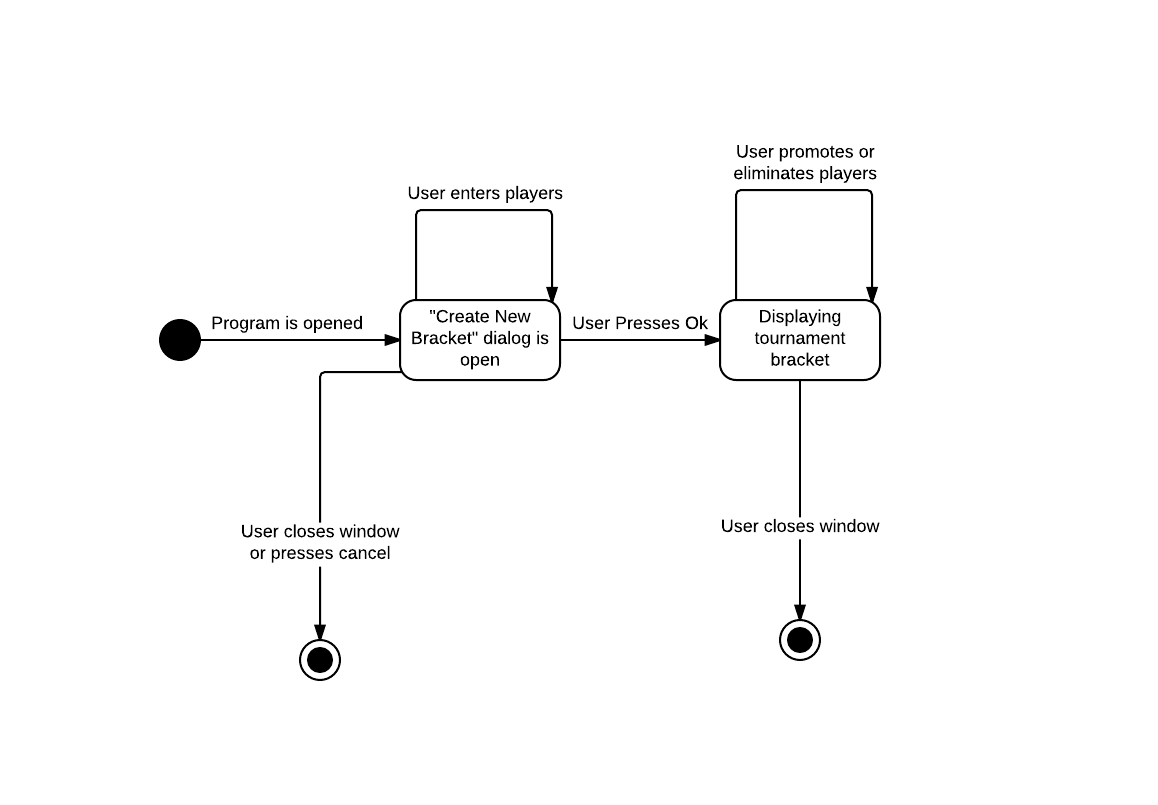 User promotes or
eliminates players
User enters players
Program is opened
"Create New
Bracket" dialog is
open
User Presses Ok
Displaying
tournament
bracket
User closes window
or presses cancel
User closes window